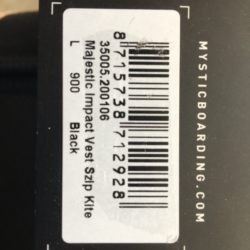 MYSTICBOARDING.COM
8 715738 712928
35005.200106
Majestic Impact Vest Szip Kite
L 900 Black